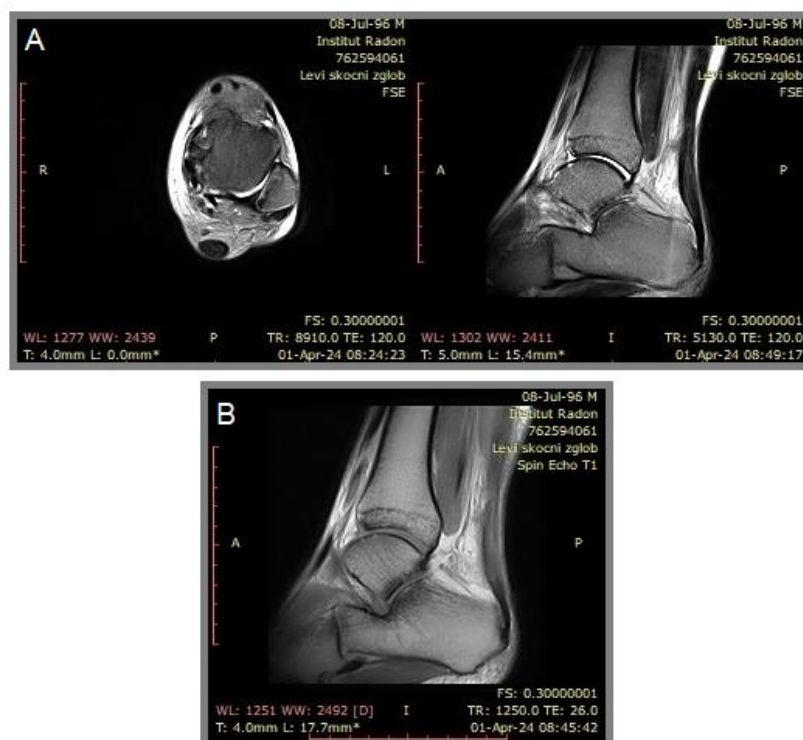 A
08-Jul-96 M
Institut Radon
762594061
Levi skocni zglob
FSE
R
L
FS: 0.30000001
WL: 1277 WW: 2439
P
TR: 8910.0 TE: 120.0
T: 4.0mm L: 0.0mm*
01-Apr-24 08:24:23
08-Jul-96 M
Institut Radon
762594061
Levi skocni zglob
FSE
A
P
FS: 0.30000001
WL: 1302 WW: 2411
I
TR: 5130.0 TE: 120.0
T: 5.0mm L: 15.4mm*
01-Apr-24 08:49:17
B
08-Jul-96 M
Institut Radon
762594061
Levi skocni zglob
Spin Echo T1
A
P
FS: 0.30000001
WL: 1251 WW: 2492 [D]
I
TR: 1250.0 TE: 26.0
T: 4.0mm L: 17.7mm*
01-Apr-24 08:45:42